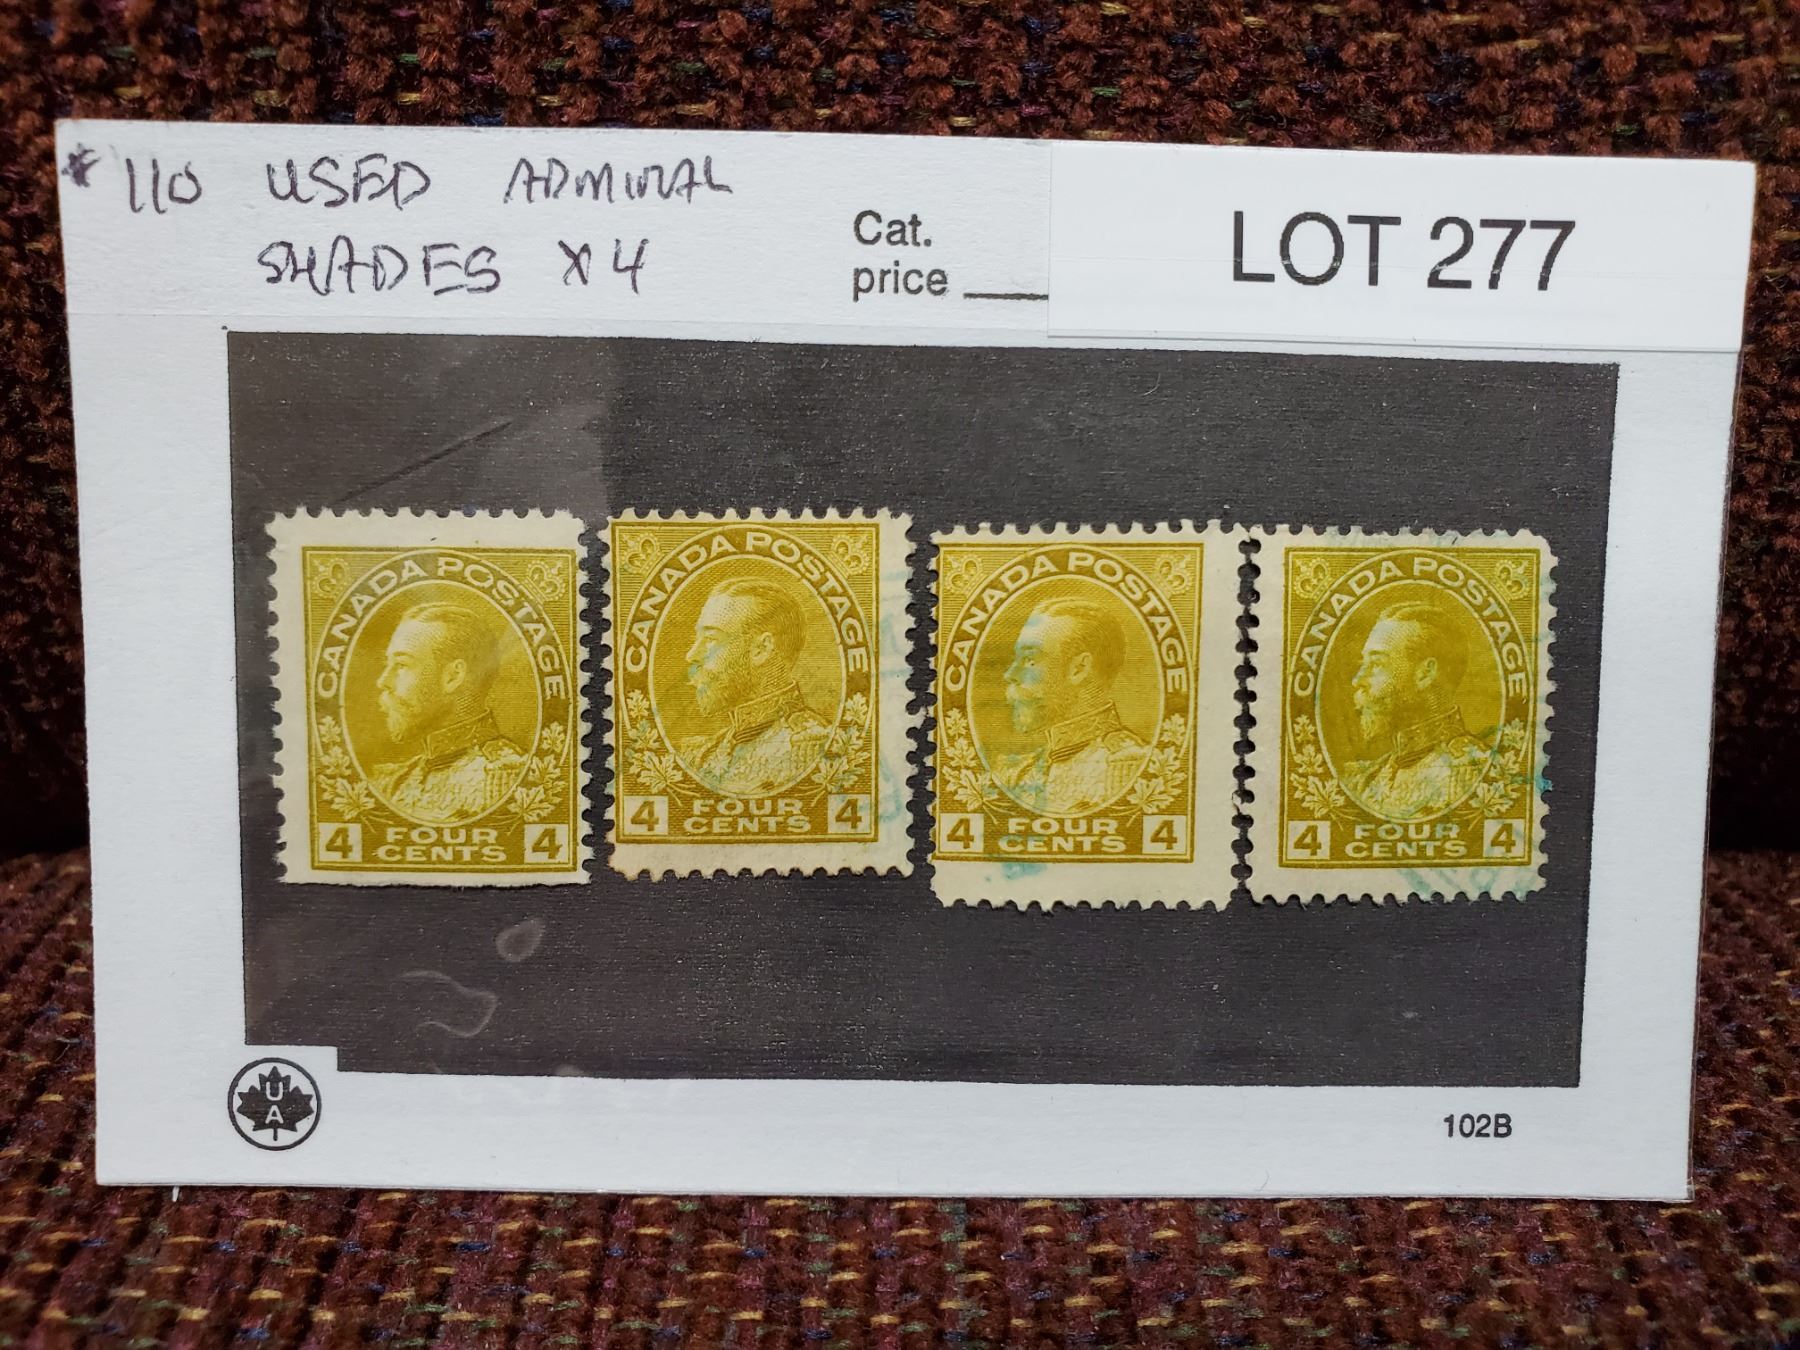 # 110 USED ADMIRAL
SHADES X4
Cat.
price
LOT 277
CANADA POSTAGE
4 FOUR CENTS 4
CANADA POSTAGE
4 FOUR CENTS 4
CANADA POSTAGE
4 FOUR CENTS 4
CANADA POSTAGE
4 FOUR CENTS 4
UA
102B